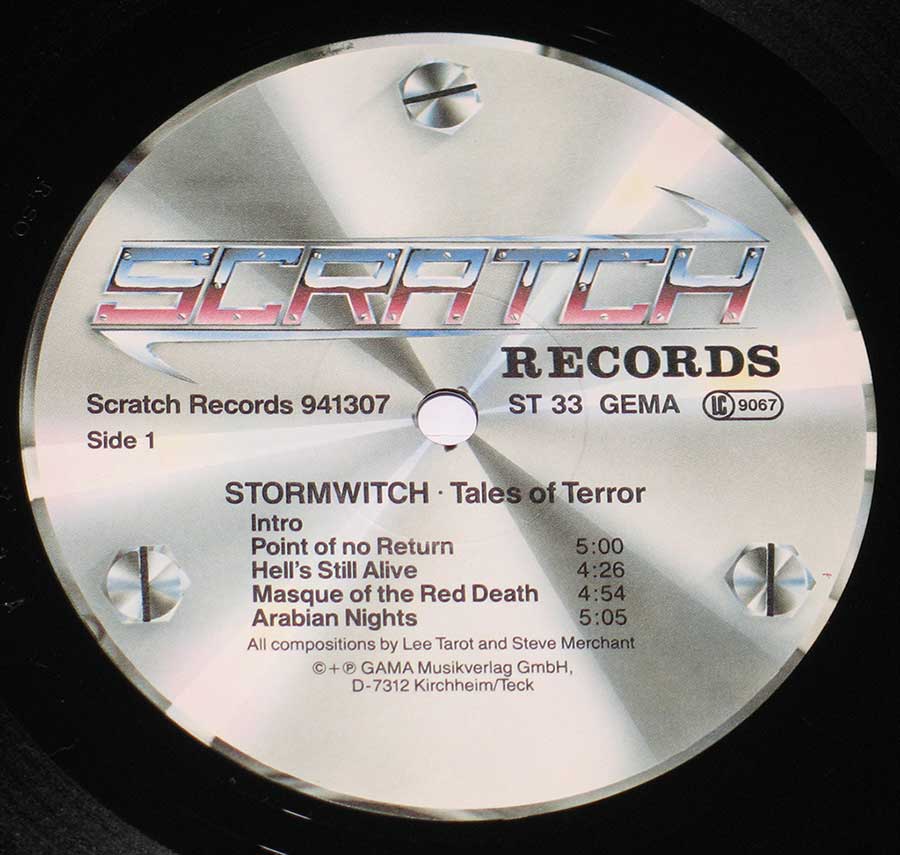 SCRATCH
RECORDS
Scratch Records 941307 ST 33 GEMA LC 9067
Side 1
STORMWITCH · Tales of Terror
Intro
Point of no Return 5:00
Hell's Still Alive 4:26
Masque of the Red Death 4:54
Arabian Nights 5:05
All compositions by Lee Tarot and Steve Merchant
©+℗ GAMA Musikverlag GmbH,
D-7312 Kirchheim/Teck